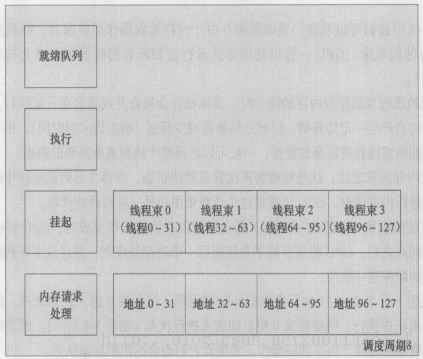 就绪队列
执行
挂起
线程束 0
(线程0~31)
线程束 1
(线程32~63)
线程束 2
(线程64~95)
线程束 3
(线程96~127)
内存请求
处理
地址 0~31
地址 32~63
地址 64~95
地址 96~127
调度周期8